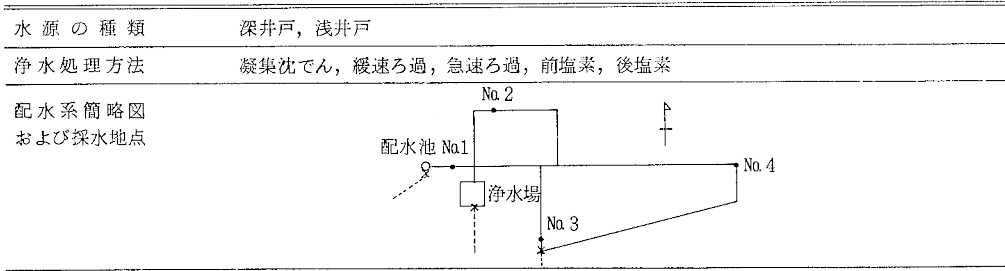 水源の種類 深井戸，浅井戸
浄水処理方法 凝集沈でん，緩速ろ過，急速ろ過，前塩素，後塩素
配水系簡略図
および採水地点
No.2
配水池 No.1
No.4
浄水場
No.3